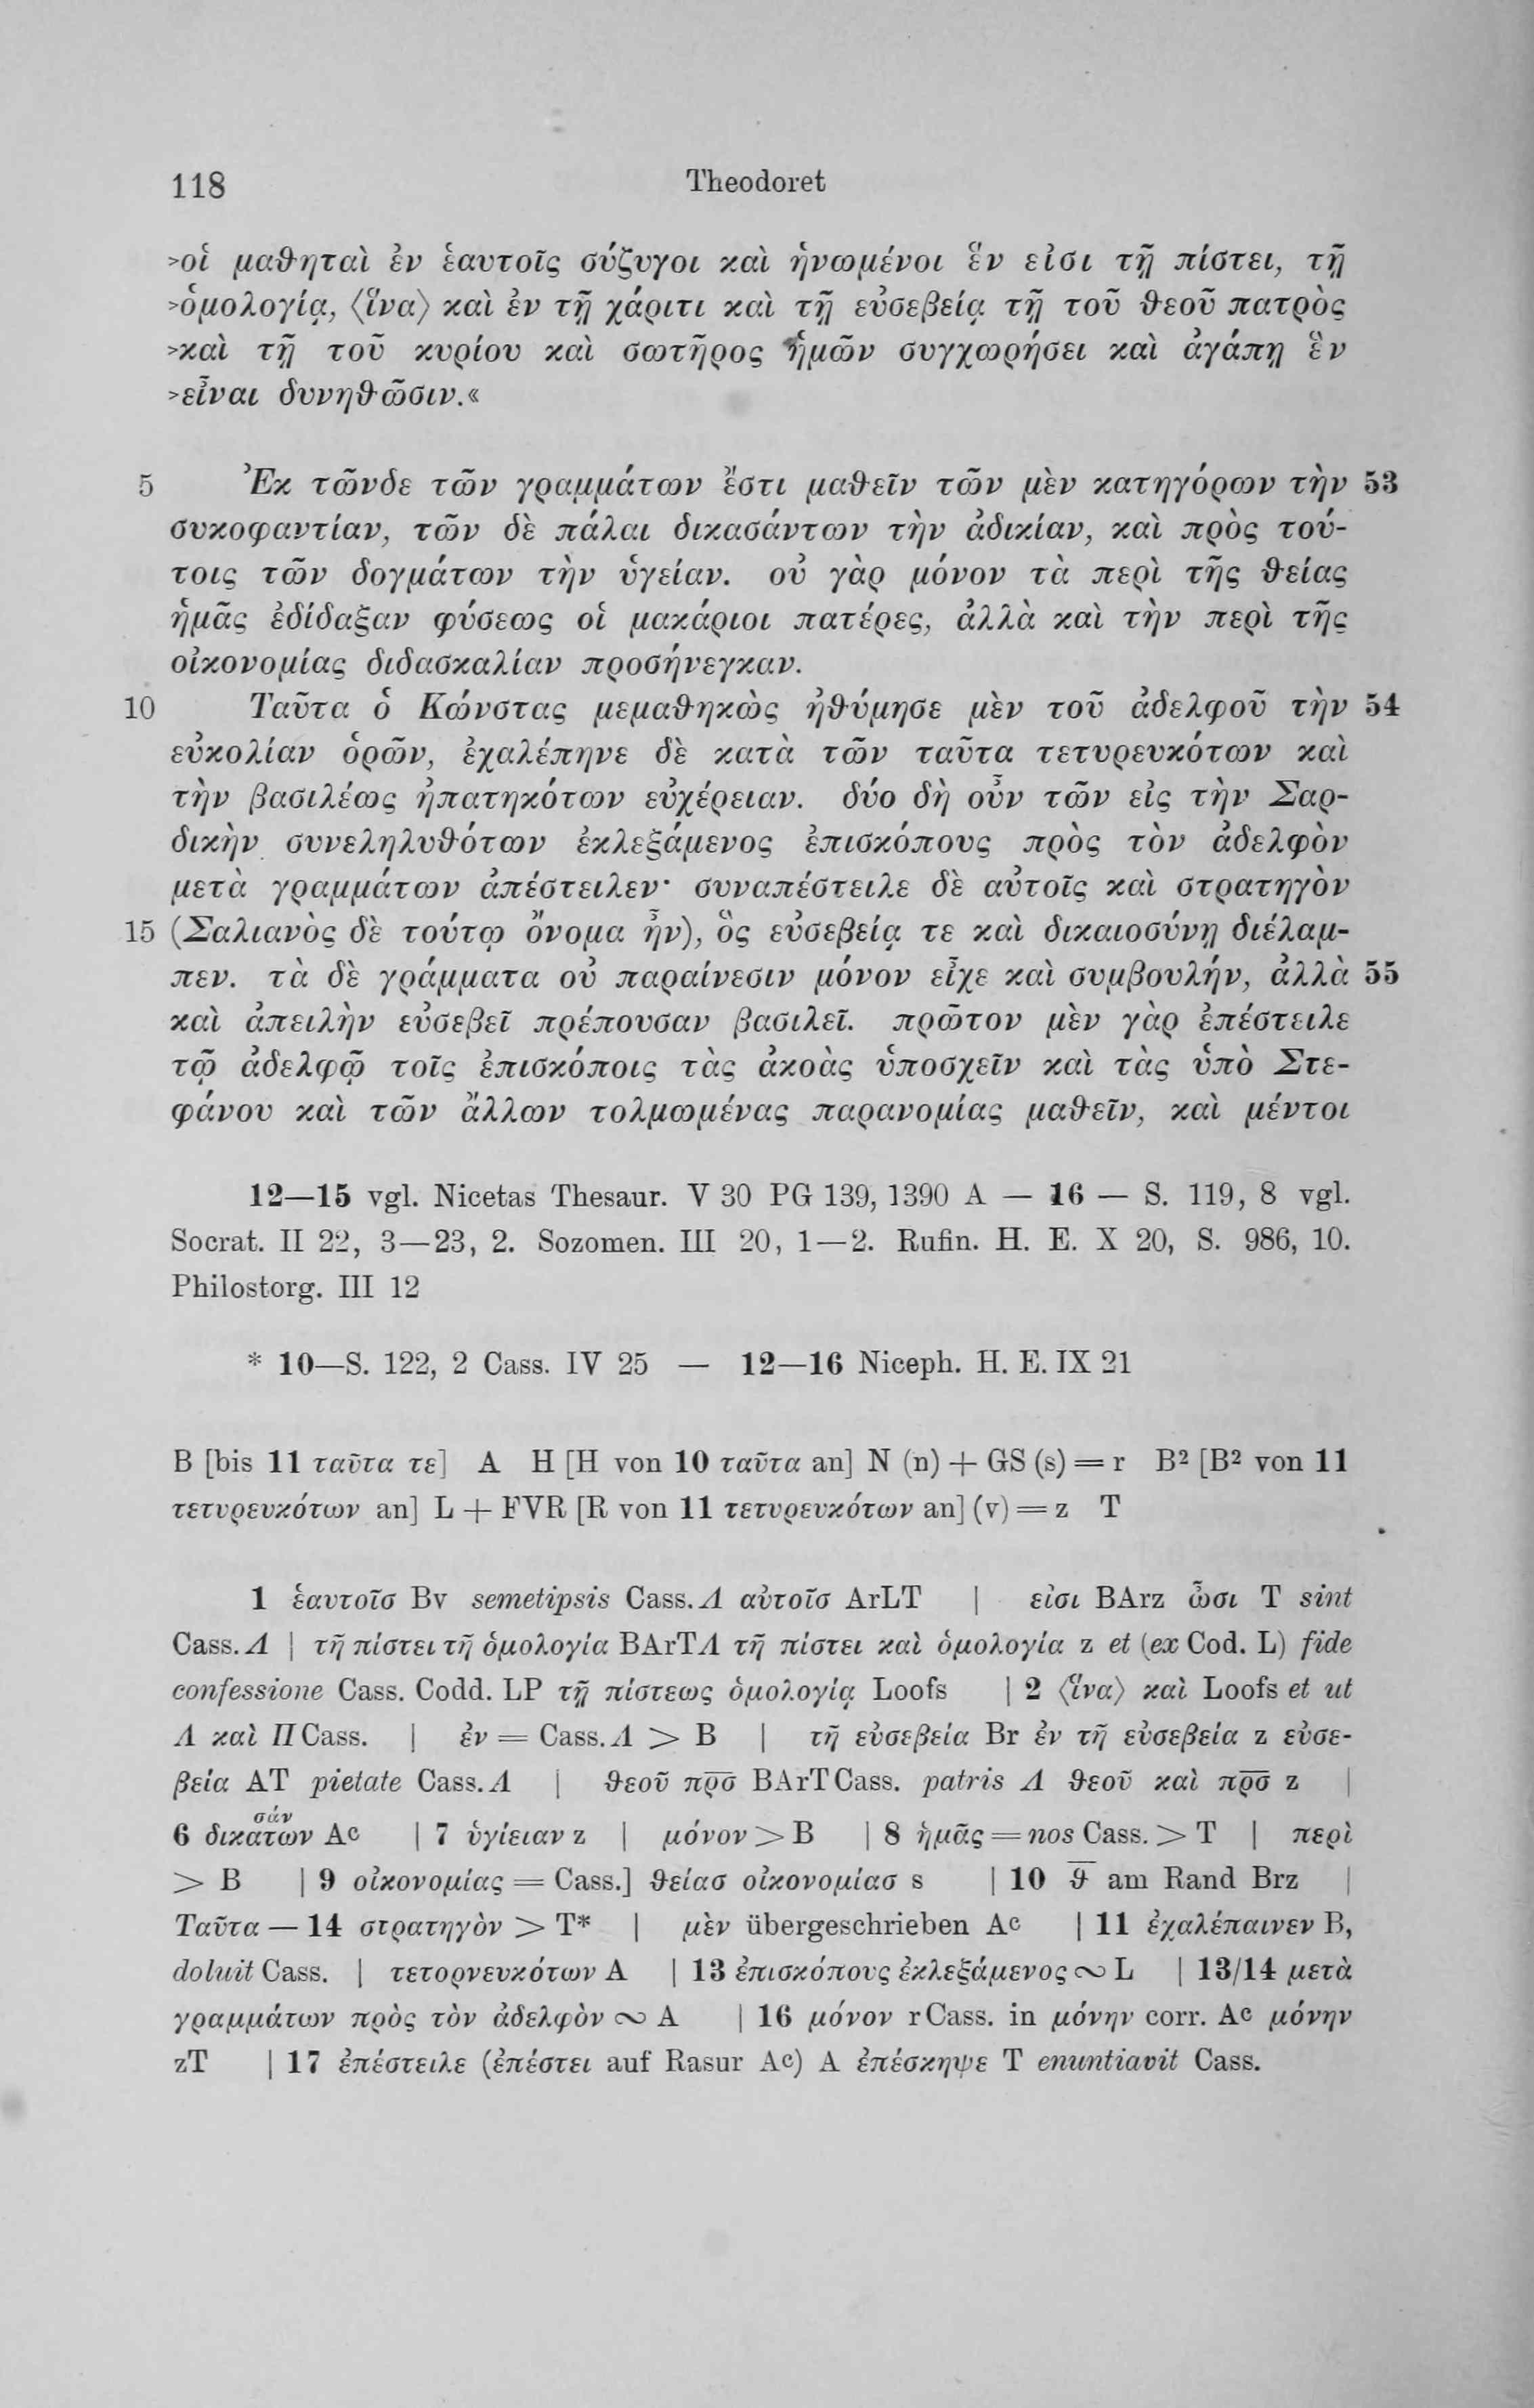 118 Theodoret
>οἱ μαθηταὶ ἐν ἑαυτοῖς σύζυγοι καὶ ἡνωμένοι ἕν εἰσι τῇ πίστει, τῇ
>ὁμολογίᾳ, ⟨ἵνα⟩ καὶ ἐν τῇ χάριτι καὶ τῇ εὐσεβείᾳ τῇ τοῦ θεοῦ πατρὸς
>καὶ τῇ τοῦ κυρίου καὶ σωτῆρος ἡμῶν συγχωρήσει καὶ ἀγάπῃ ἓν
>εἶναι δυνηθῶσιν.«
5 Ἐκ τῶνδε τῶν γραμμάτων ἔστι μαθεῖν τῶν μὲν κατηγόρων τὴν 53
συκοφαντίαν, τῶν δὲ πάλαι δικασάντων τὴν ἀδικίαν, καὶ πρὸς τού-
τοις τῶν δογμάτων τὴν ὑγείαν. οὐ γὰρ μόνον τὰ περὶ τῆς θείας
ἡμᾶς ἐδίδαξαν φύσεως οἱ μακάριοι πατέρες, ἀλλὰ καὶ τὴν περὶ τῆς
οἰκονομίας διδασκαλίαν προσήνεγκαν.
10 Ταῦτα ὁ Κώνστας μεμαθηκὼς ἠθύμησε μὲν τοῦ ἀδελφοῦ τὴν 54
εὐκολίαν ὁρῶν, ἐχαλέπηνε δὲ κατὰ τῶν ταῦτα τετυρευκότων καὶ
τὴν βασιλέως ἠπατηκότων εὐχέρειαν. δύο δὴ οὖν τῶν εἰς τὴν Σαρ-
δικὴν συνεληλυθότων ἐκλεξάμενος ἐπισκόπους πρὸς τὸν ἀδελφὸν
μετὰ γραμμάτων ἀπέστειλεν· συναπέστειλε δὲ αὐτοῖς καὶ στρατηγὸν
15 (Σαλιανὸς δὲ τούτῳ ὄνομα ἦν), ὃς εὐσεβείᾳ τε καὶ δικαιοσύνῃ διέλαμ-
πεν. τὰ δὲ γράμματα οὐ παραίνεσιν μόνον εἶχε καὶ συμβουλήν, ἀλλὰ 55
καὶ ἀπειλὴν εὐσεβεῖ πρέπουσαν βασιλεῖ. πρῶτον μὲν γὰρ ἐπέστειλε
τῷ ἀδελφῷ τοῖς ἐπισκόποις τὰς ἀκοὰς ὑποσχεῖν καὶ τὰς ὑπὸ Στε-
φάνου καὶ τῶν ἄλλων τολμωμένας παρανομίας μαθεῖν, καὶ μέντοι
12—15 vgl. Nicetas Thesaur. V 30 PG 139, 1390 A — 16 — S. 119, 8 vgl.
Socrat. II 22, 3—23, 2. Sozomen. III 20, 1—2. Rufin. H. E. X 20, S. 986, 10.
Philostorg. III 12
* 10—S. 122, 2 Cass. IV 25 — 12—16 Niceph. H. E. IX 21
B [bis 11 ταῦτα τε] A H [H von 10 ταῦτα an] N (n) + GS (s) = r B² [B² von 11
τετυρευκότων an] L + FVR [R von 11 τετυρευκότων an] (v) = z T
1 ἑαυτοῖσ Bv semetipsis Cass. Λ αὐτοῖσ ArLT | εἰσι BArz ὦσι T sint
Cass. Λ | τῆ πίστει τῆ ὁμολογία BArTΛ τῆ πίστει καὶ ὁμολογία z et (ex Cod. L) fide
confessione Cass. Codd. LP τῇ πίστεως ὁμολογίᾳ Loofs | 2 ⟨ἵνα⟩ καὶ Loofs et ut
Λ καὶ Π Cass. | ἐν = Cass. Λ > B | τῆ εὐσεβεία Br ἐν τῆ εὐσεβεία z εὐσε-
βεία AT pietate Cass. Λ | θεοῦ πρσ BArT Cass. patris Λ θεοῦ καὶ πρσ z |
6 δικατῶν σάν Aᶜ | 7 ὑγίειαν z | μόνον > B | 8 ἡμᾶς = nos Cass. > T | περὶ
> B | 9 οἰκονομίας = Cass.] θείασ οἰκονομίασ s | 10 θ̅ am Rand Brz |
Ταῦτα — 14 στρατηγὸν > T* | μὲν übergeschrieben Aᶜ | 11 ἐχαλέπαινεν B,
doluit Cass. | τετορνευκότων A | 13 ἐπισκόπους ἐκλεξάμενος ∾ L | 13/14 μετὰ
γραμμάτων πρὸς τὸν ἀδελφὸν ∾ A | 16 μόνον r Cass. in μόνην corr. Aᶜ μόνην
zT | 17 ἐπέστειλε (ἐπέστει auf Rasur Aᶜ) A ἐπέσκηψε T enuntiavit Cass.